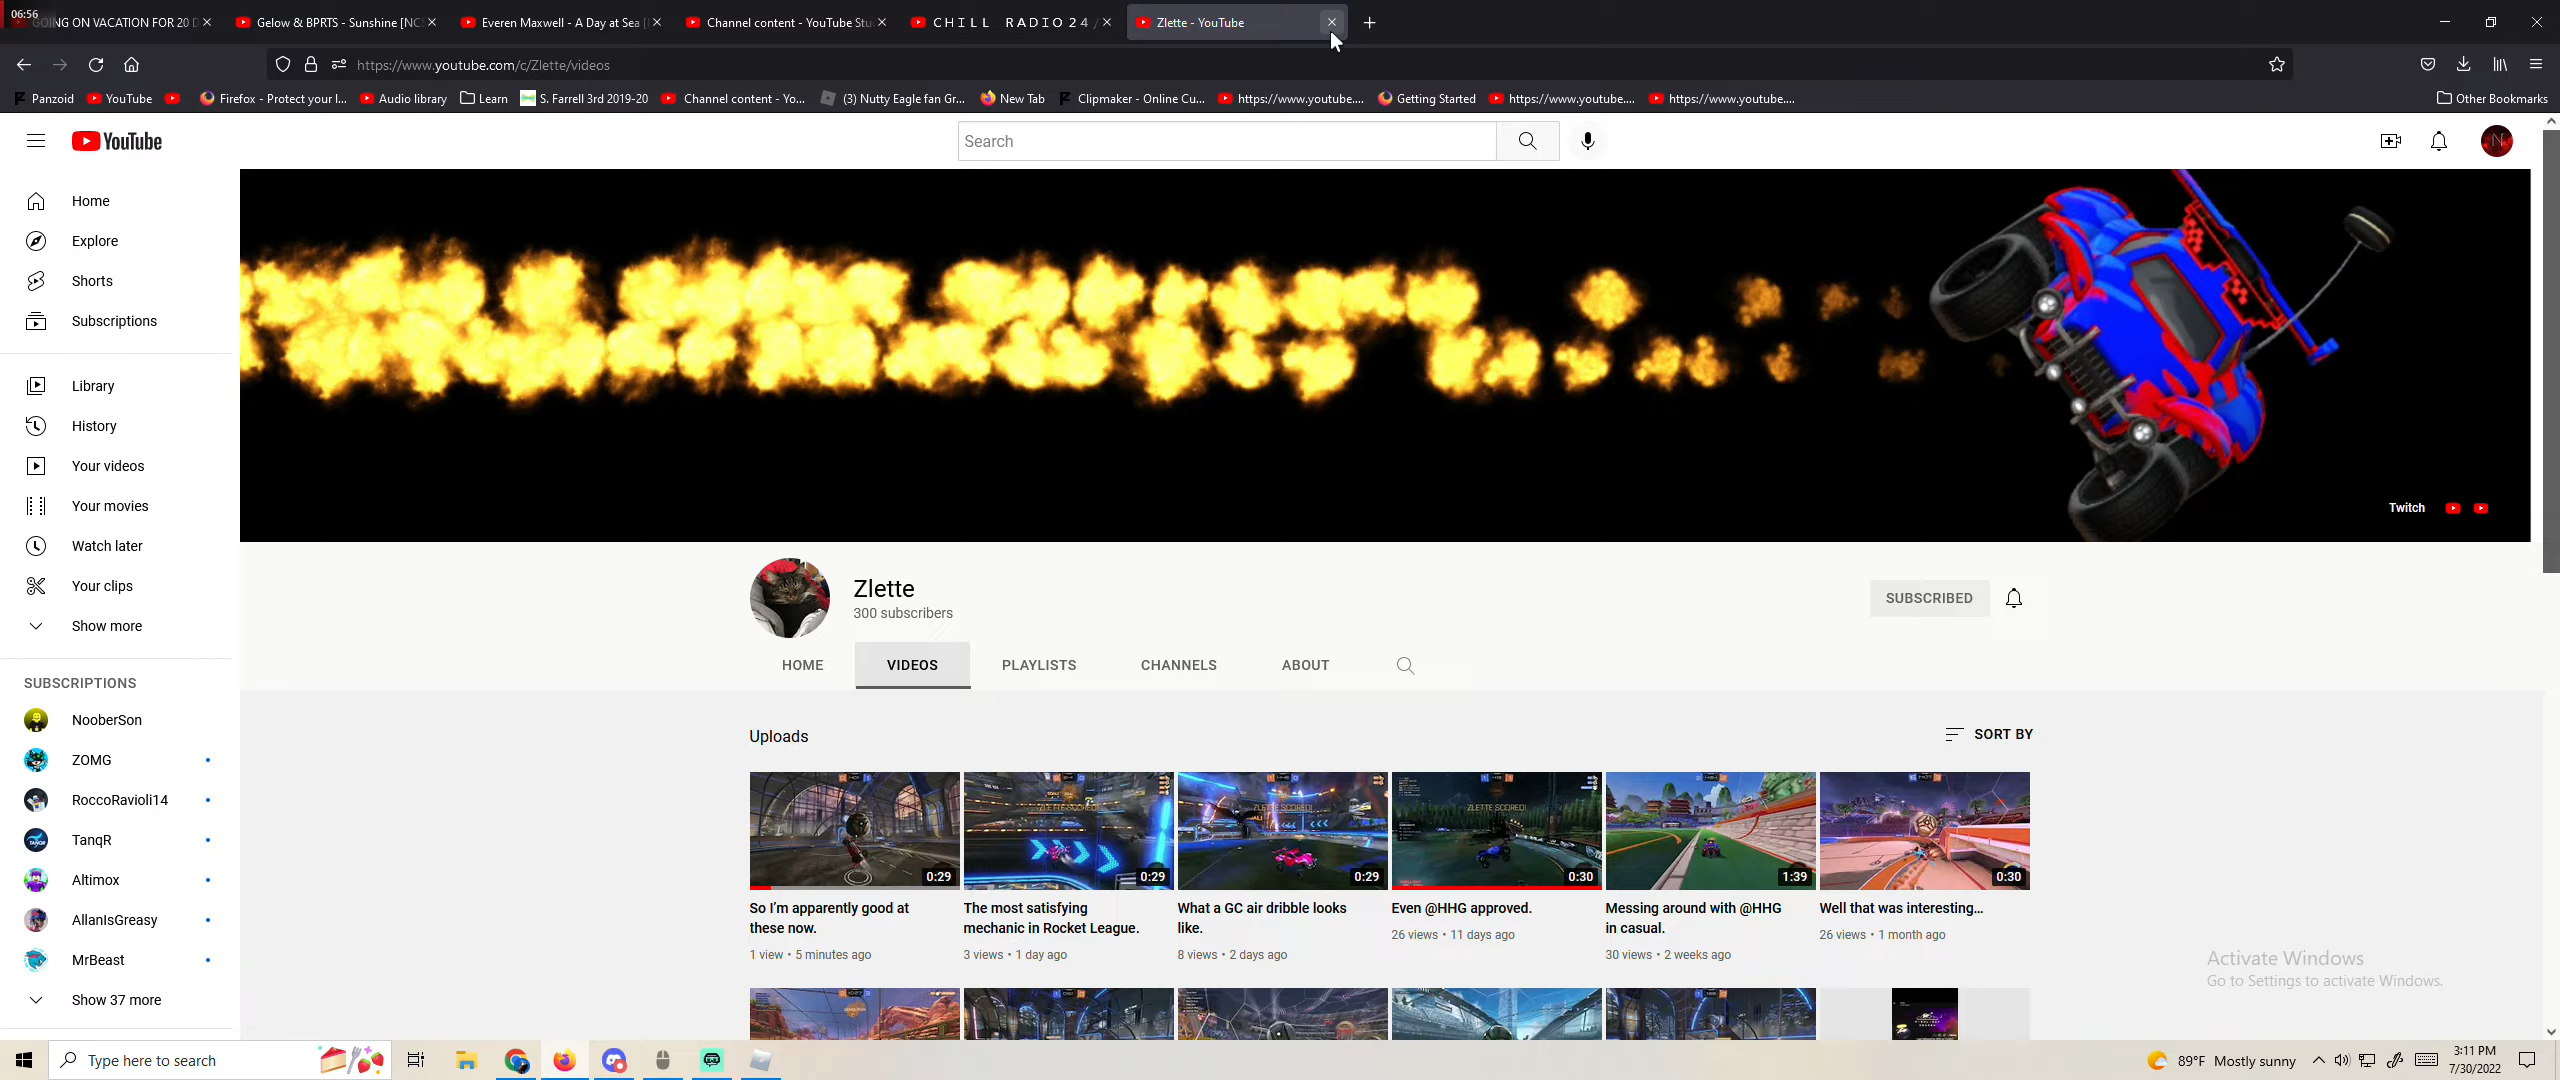 06:56
GOING ON VACATION FOR 20 D
Gelow & BPRTS - Sunshine [NCS
Everen Maxwell - A Day at Sea [
Channel content - YouTube Stu
C H I L L R A D I O 2 4 /
Zlette - YouTube
https://www.youtube.com/c/Zlette/videos
Panzoid
YouTube
Firefox - Protect your l...
Audio library
Learn
S. Farrell 3rd 2019-20
Channel content - Yo...
(3) Nutty Eagle fan Gr...
New Tab
Clipmaker - Online Cu...
https://www.youtube....
Getting Started
https://www.youtube....
https://www.youtube....
Other Bookmarks
YouTube
Search
Home
Explore
Shorts
Subscriptions
Library
History
Your videos
Your movies
Watch later
Your clips
Show more
SUBSCRIPTIONS
NooberSon
ZOMG
RoccoRavioli14
TanqR
Altimox
AllanIsGreasy
MrBeast
Show 37 more
Twitch
Zlette
300 subscribers
SUBSCRIBED
HOME
VIDEOS
PLAYLISTS
CHANNELS
ABOUT
Uploads
SORT BY
ZLETTE SCORED!
ZLETTE SCORED!
ZLETTE SCORED!
0:29
0:29
0:29
0:30
1:39
0:30
So I'm apparently good at
these now.
1 view • 5 minutes ago
The most satisfying
mechanic in Rocket League.
3 views • 1 day ago
What a GC air dribble looks
like.
8 views • 2 days ago
Even @HHG approved.
26 views • 11 days ago
Messing around with @HHG
in casual.
30 views • 2 weeks ago
Well that was interesting...
26 views • 1 month ago
Activate Windows
Go to Settings to activate Windows.
Type here to search
89°F Mostly sunny
3:11 PM
7/30/2022